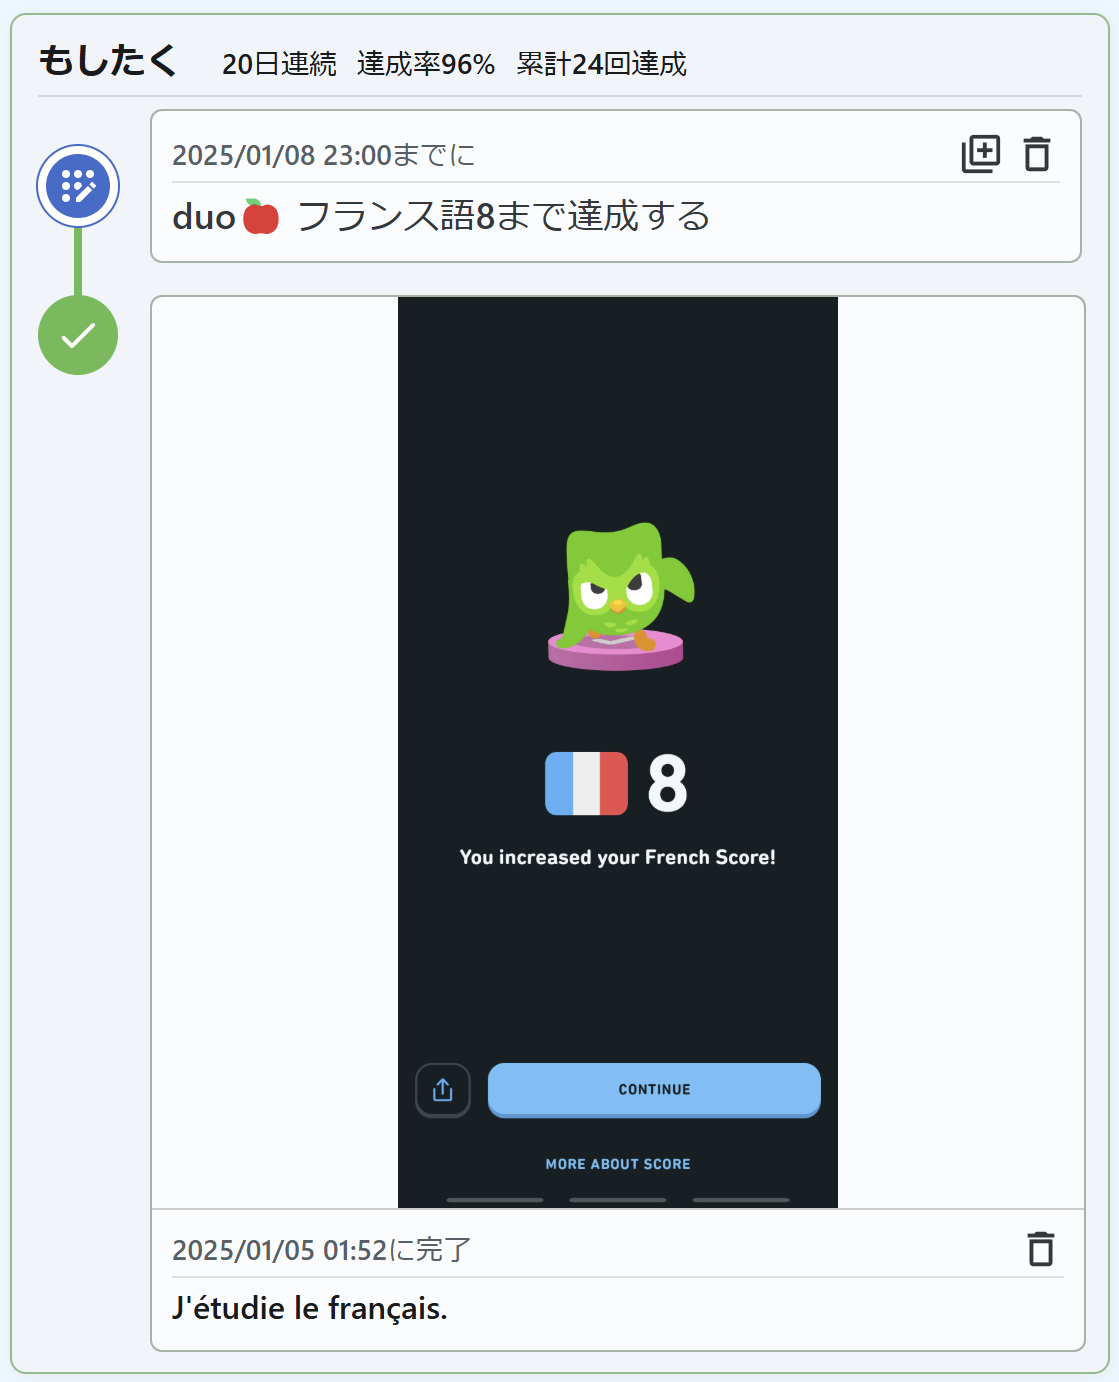 もしたく 20日連続 達成率96% 累計24回達成
2025/01/08 23:00までに
duo🍎 フランス語8まで達成する
8
You increased your French Score!
CONTINUE
MORE ABOUT SCORE
2025/01/05 01:52に完了
J'étudie le français.